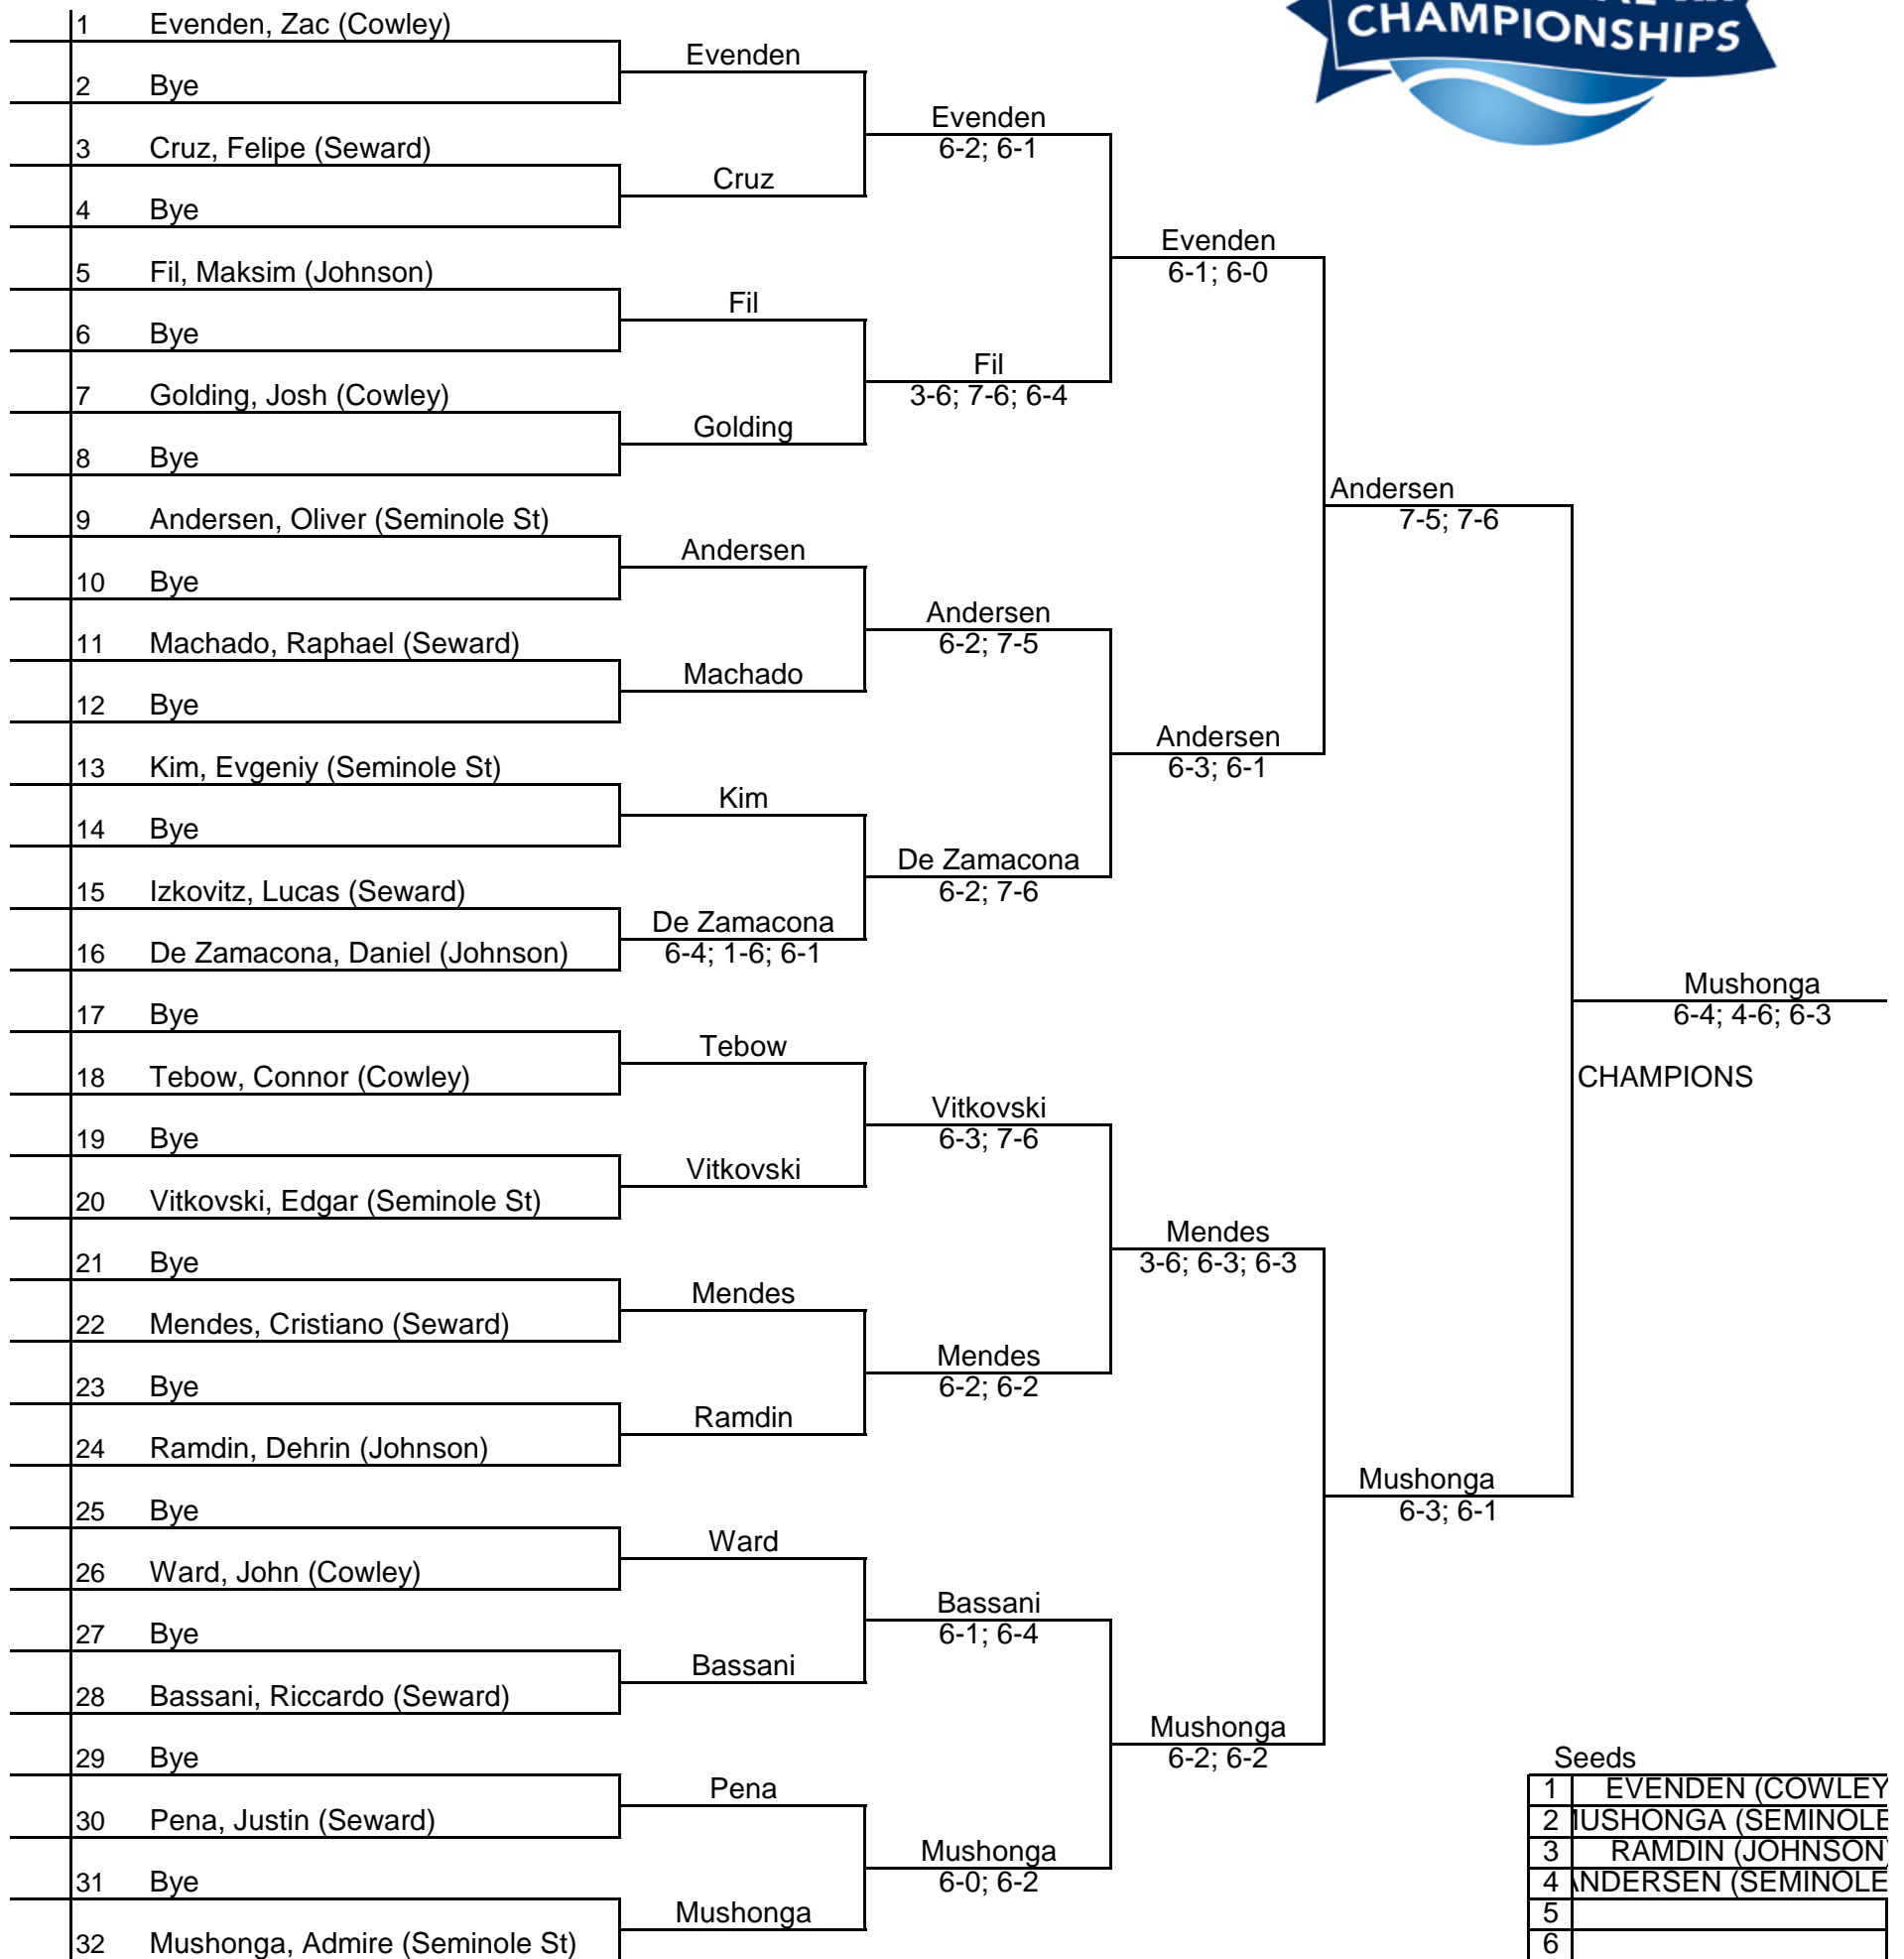 CHAMPIONSHIPS
1 Evenden, Zac (Cowley)
Evenden
2 Bye
Evenden
6-2; 6-1
3 Cruz, Felipe (Seward)
Cruz
4 Bye
Evenden
6-1; 6-0
5 Fil, Maksim (Johnson)
Fil
6 Bye
Fil
3-6; 7-6; 6-4
7 Golding, Josh (Cowley)
Golding
8 Bye
Andersen
7-5; 7-6
9 Andersen, Oliver (Seminole St)
Andersen
10 Bye
Andersen
6-2; 7-5
11 Machado, Raphael (Seward)
Machado
12 Bye
Andersen
6-3; 6-1
13 Kim, Evgeniy (Seminole St)
Kim
14 Bye
De Zamacona
6-2; 7-6
15 Izkovitz, Lucas (Seward)
De Zamacona
6-4; 1-6; 6-1
16 De Zamacona, Daniel (Johnson)
Mushonga
6-4; 4-6; 6-3
17 Bye
Tebow
18 Tebow, Connor (Cowley)
CHAMPIONS
Vitkovski
6-3; 7-6
19 Bye
Vitkovski
20 Vitkovski, Edgar (Seminole St)
Mendes
3-6; 6-3; 6-3
21 Bye
Mendes
22 Mendes, Cristiano (Seward)
Mendes
6-2; 6-2
23 Bye
Ramdin
24 Ramdin, Dehrin (Johnson)
Mushonga
6-3; 6-1
25 Bye
Ward
26 Ward, John (Cowley)
Bassani
6-1; 6-4
27 Bye
Bassani
28 Bassani, Riccardo (Seward)
Mushonga
6-2; 6-2
29 Bye
Pena
30 Pena, Justin (Seward)
Mushonga
6-0; 6-2
31 Bye
Mushonga
32 Mushonga, Admire (Seminole St)
Seeds
1 EVENDEN (COWLEY
2 MUSHONGA (SEMINOLE
3 RAMDIN (JOHNSON)
4 ANDERSEN (SEMINOLE
5
6